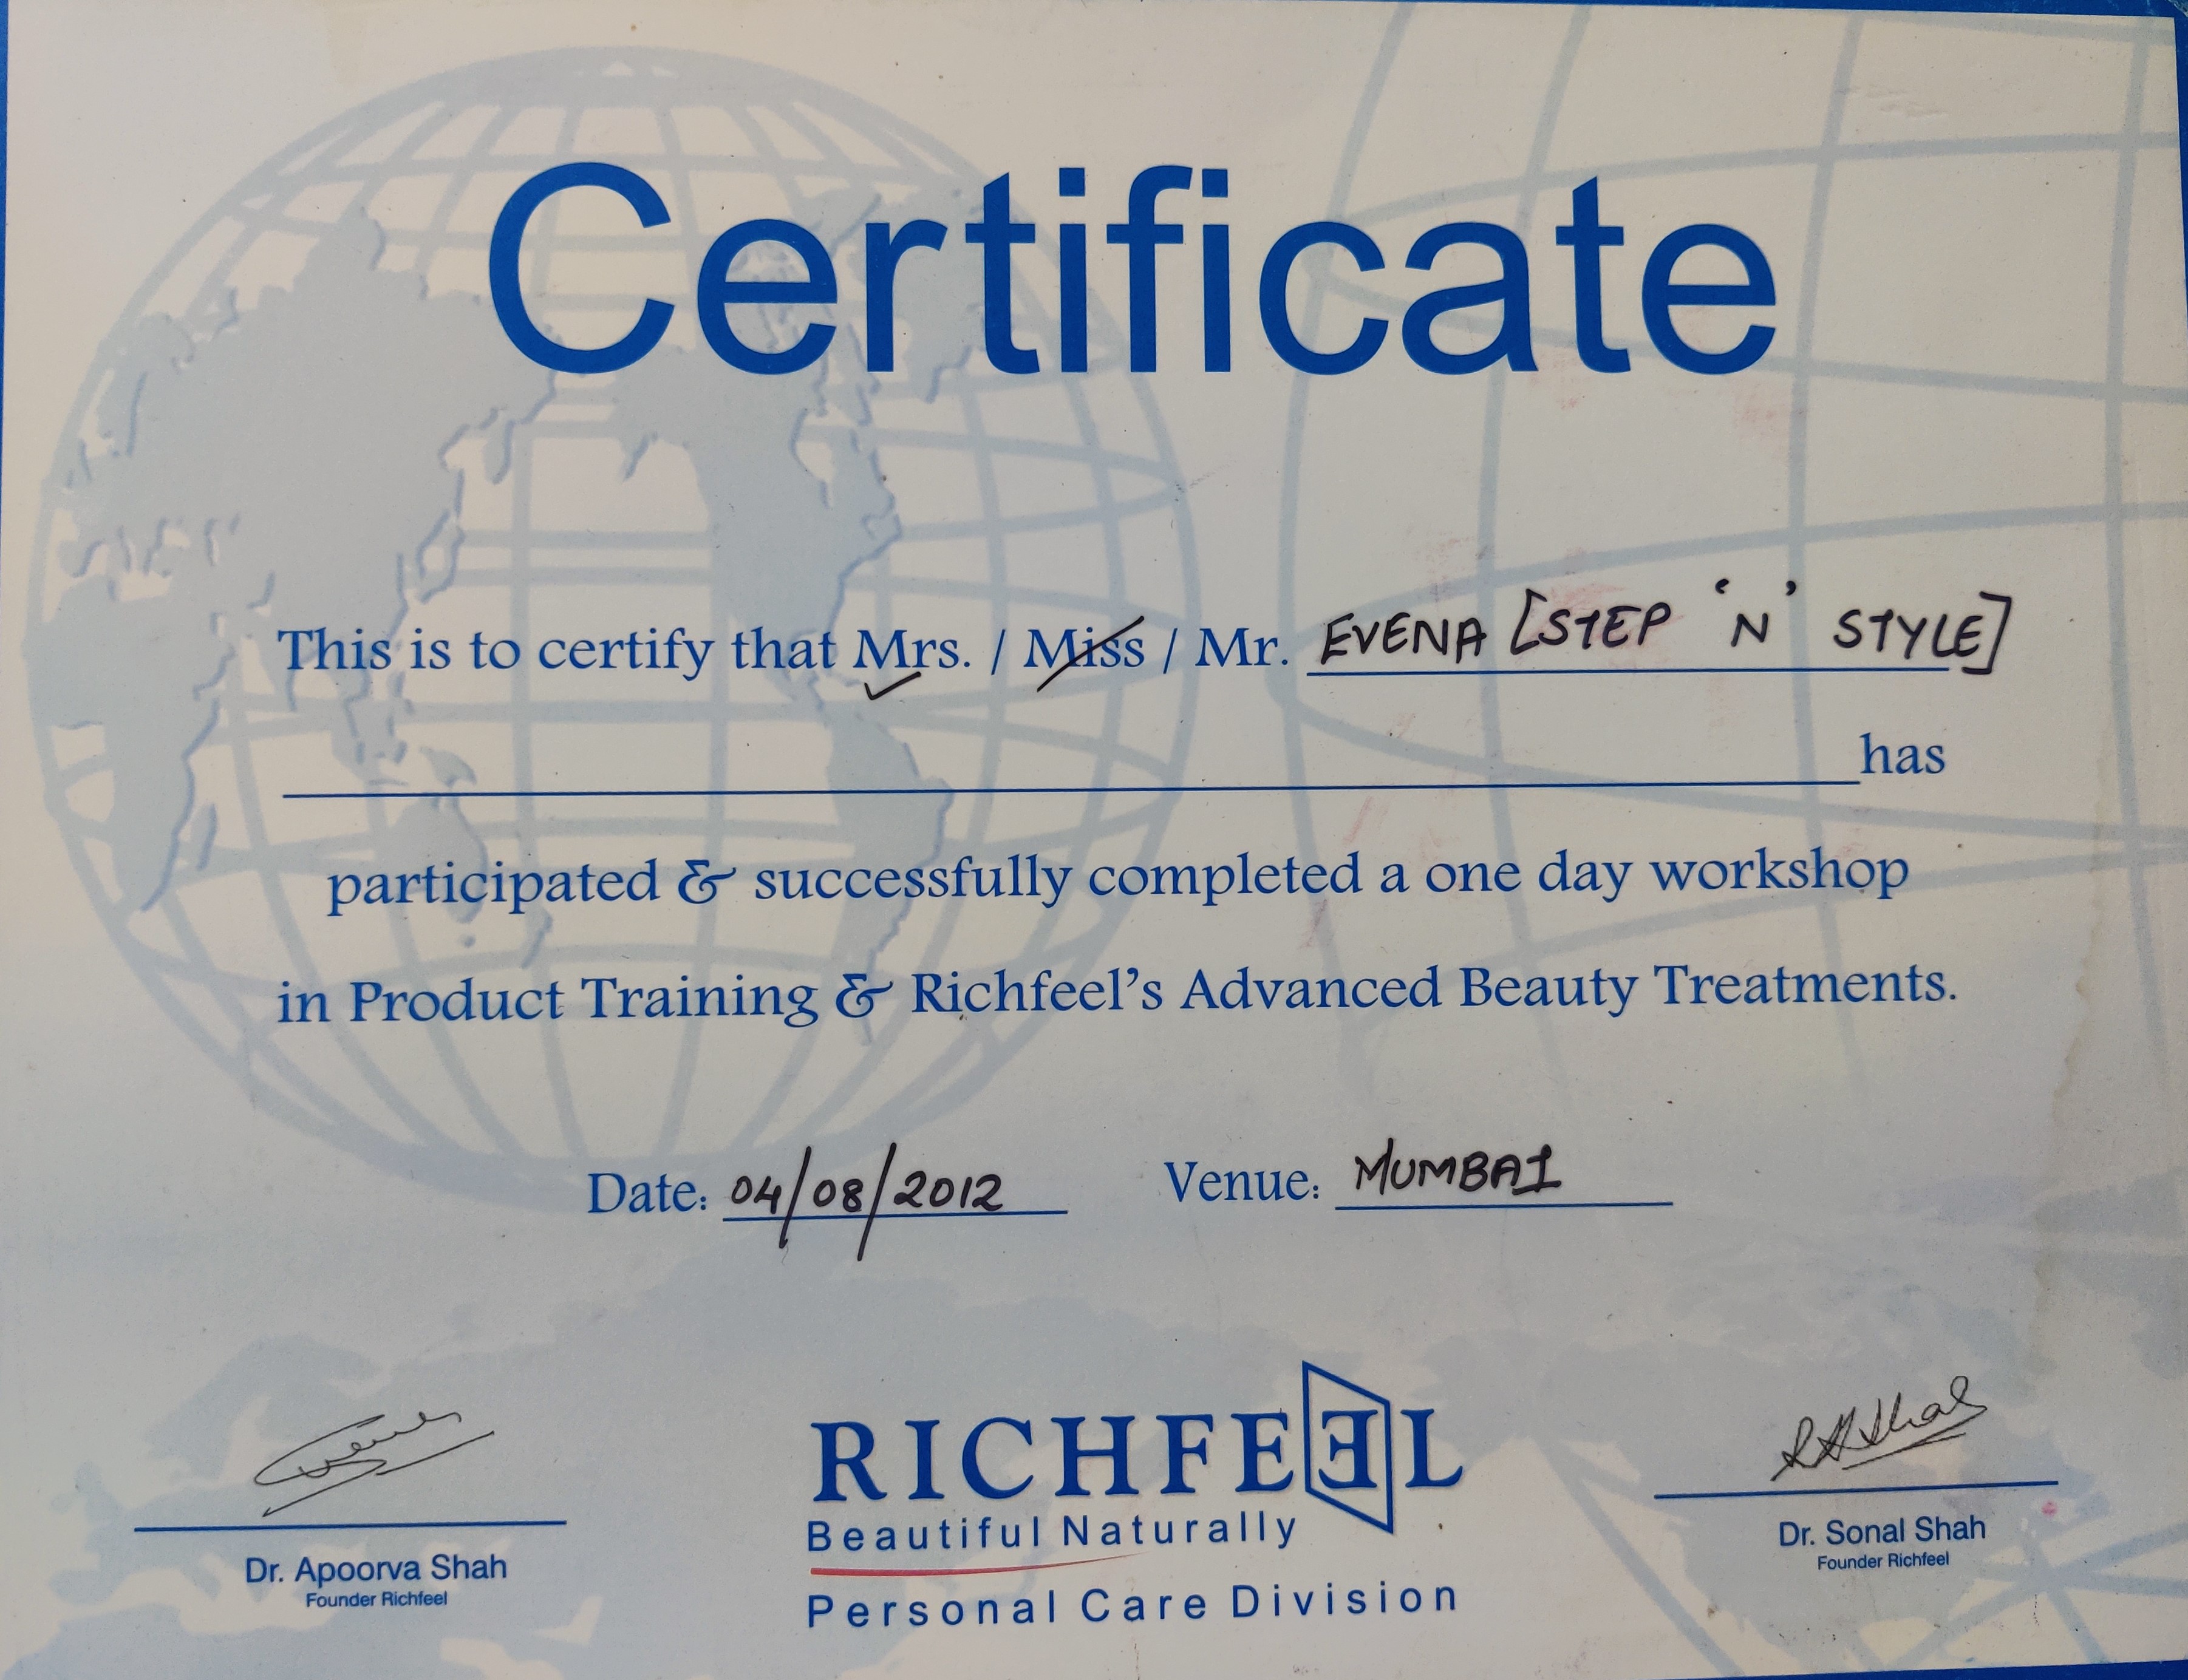 Certificate
This is to certify that Mrs. / Miss / Mr. EVENA [STEP 'N' STYLE]
has
participated & successfully completed a one day workshop
in Product Training & Richfeel's Advanced Beauty Treatments.
Date: 04/08/2012 Venue: MUMBAI
RICHFEEL
Beautiful Naturally
Personal Care Division
Dr. Apoorva Shah
Founder Richfeel
Dr. Sonal Shah
Founder Richfeel